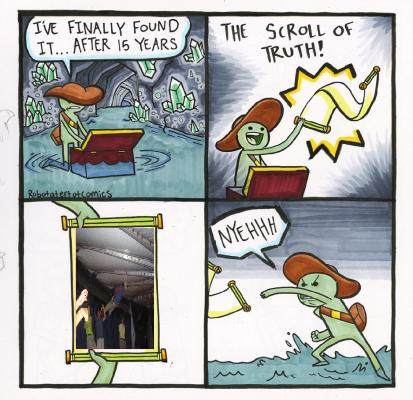 I'VE FINALLY FOUND
IT... AFTER 15 YEARS
THE SCROLL OF
TRUTH!
Robotatertotcomics
NYEHHH